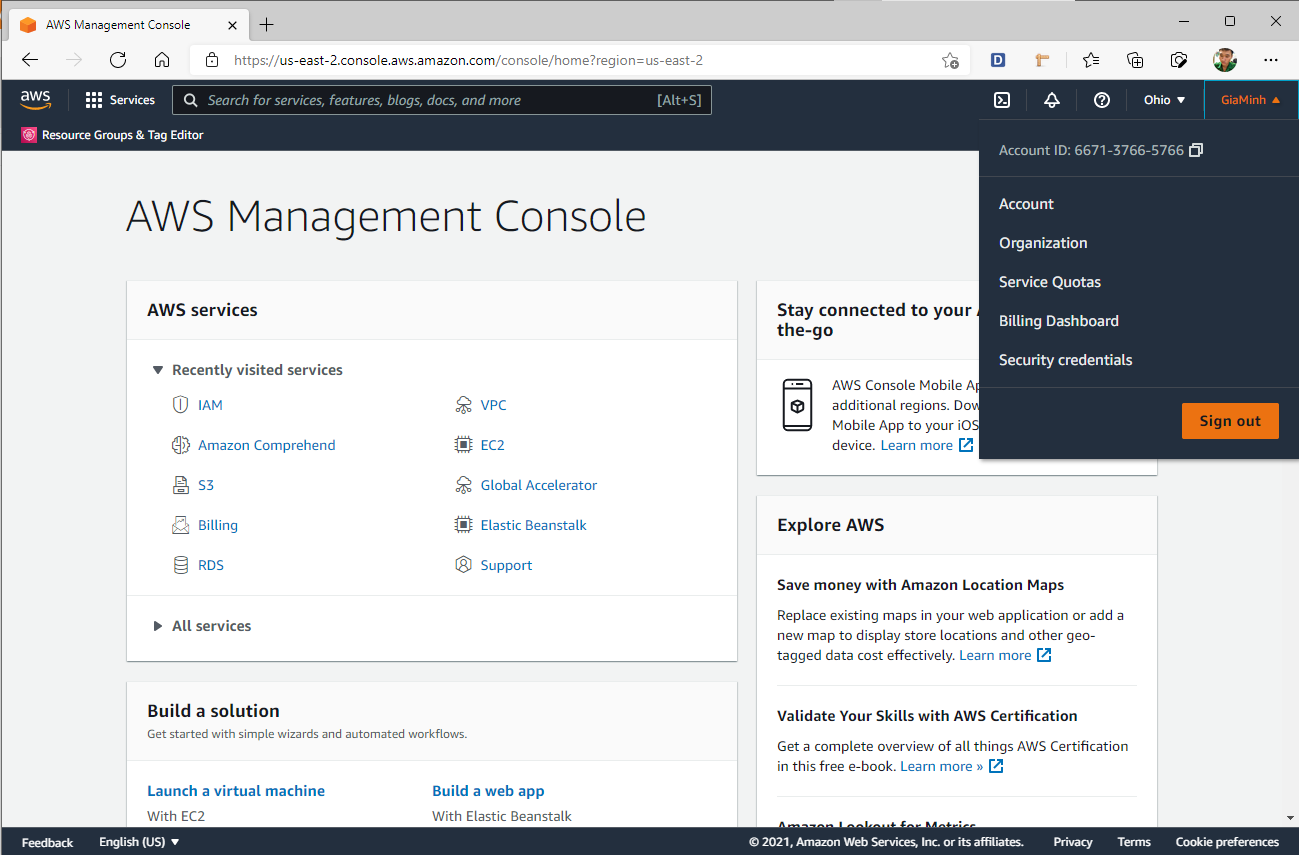 AWS Management Console
https://us-east-2.console.aws.amazon.com/console/home?region=us-east-2
D
aws
Services
Search for services, features, blogs, docs, and more
[Alt+S]
Ohio
GiaMinh
Resource Groups & Tag Editor
Account ID: 6671-3766-5766
Account
Organization
Service Quotas
Billing Dashboard
Security credentials
Sign out
AWS Management Console
AWS services
Recently visited services
IAM
VPC
Amazon Comprehend
EC2
S3
Global Accelerator
Billing
Elastic Beanstalk
RDS
Support
All services
Build a solution
Get started with simple wizards and automated workflows.
Launch a virtual machine
With EC2
Build a web app
With Elastic Beanstalk
Stay connected to your
the-go
AWS Console Mobile
additional regions.
Mobile App to your iOS
device. Learn more
Explore AWS
Save money with Amazon Location Maps
Replace existing maps in your web application or add a
new map to display store locations and other geo-
tagged data cost effectively. Learn more
Validate Your Skills with AWS Certification
Get a complete overview of all things AWS Certification
in this free e-book. Learn more »
Amazon Lookout for Metrics
Feedback
English (US)
© 2021, Amazon Web Services, Inc. or its affiliates.
Privacy
Terms
Cookie preferences